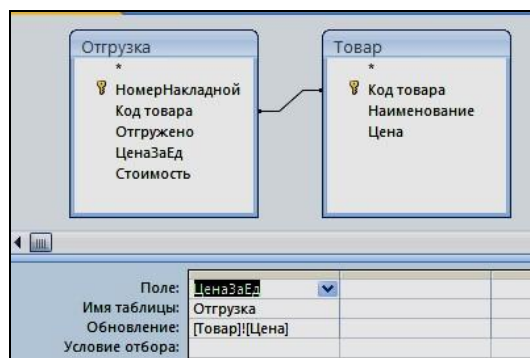 Отгрузка
*
НомерНакладной
Код товара
Отгружено
ЦенаЗаЕд
Стоимость
Товар
*
Код товара
Наименование
Цена
Поле: ЦенаЗаЕд
Имя таблицы: Отгрузка
Обновление: [Товар]![Цена]
Условие отбора: